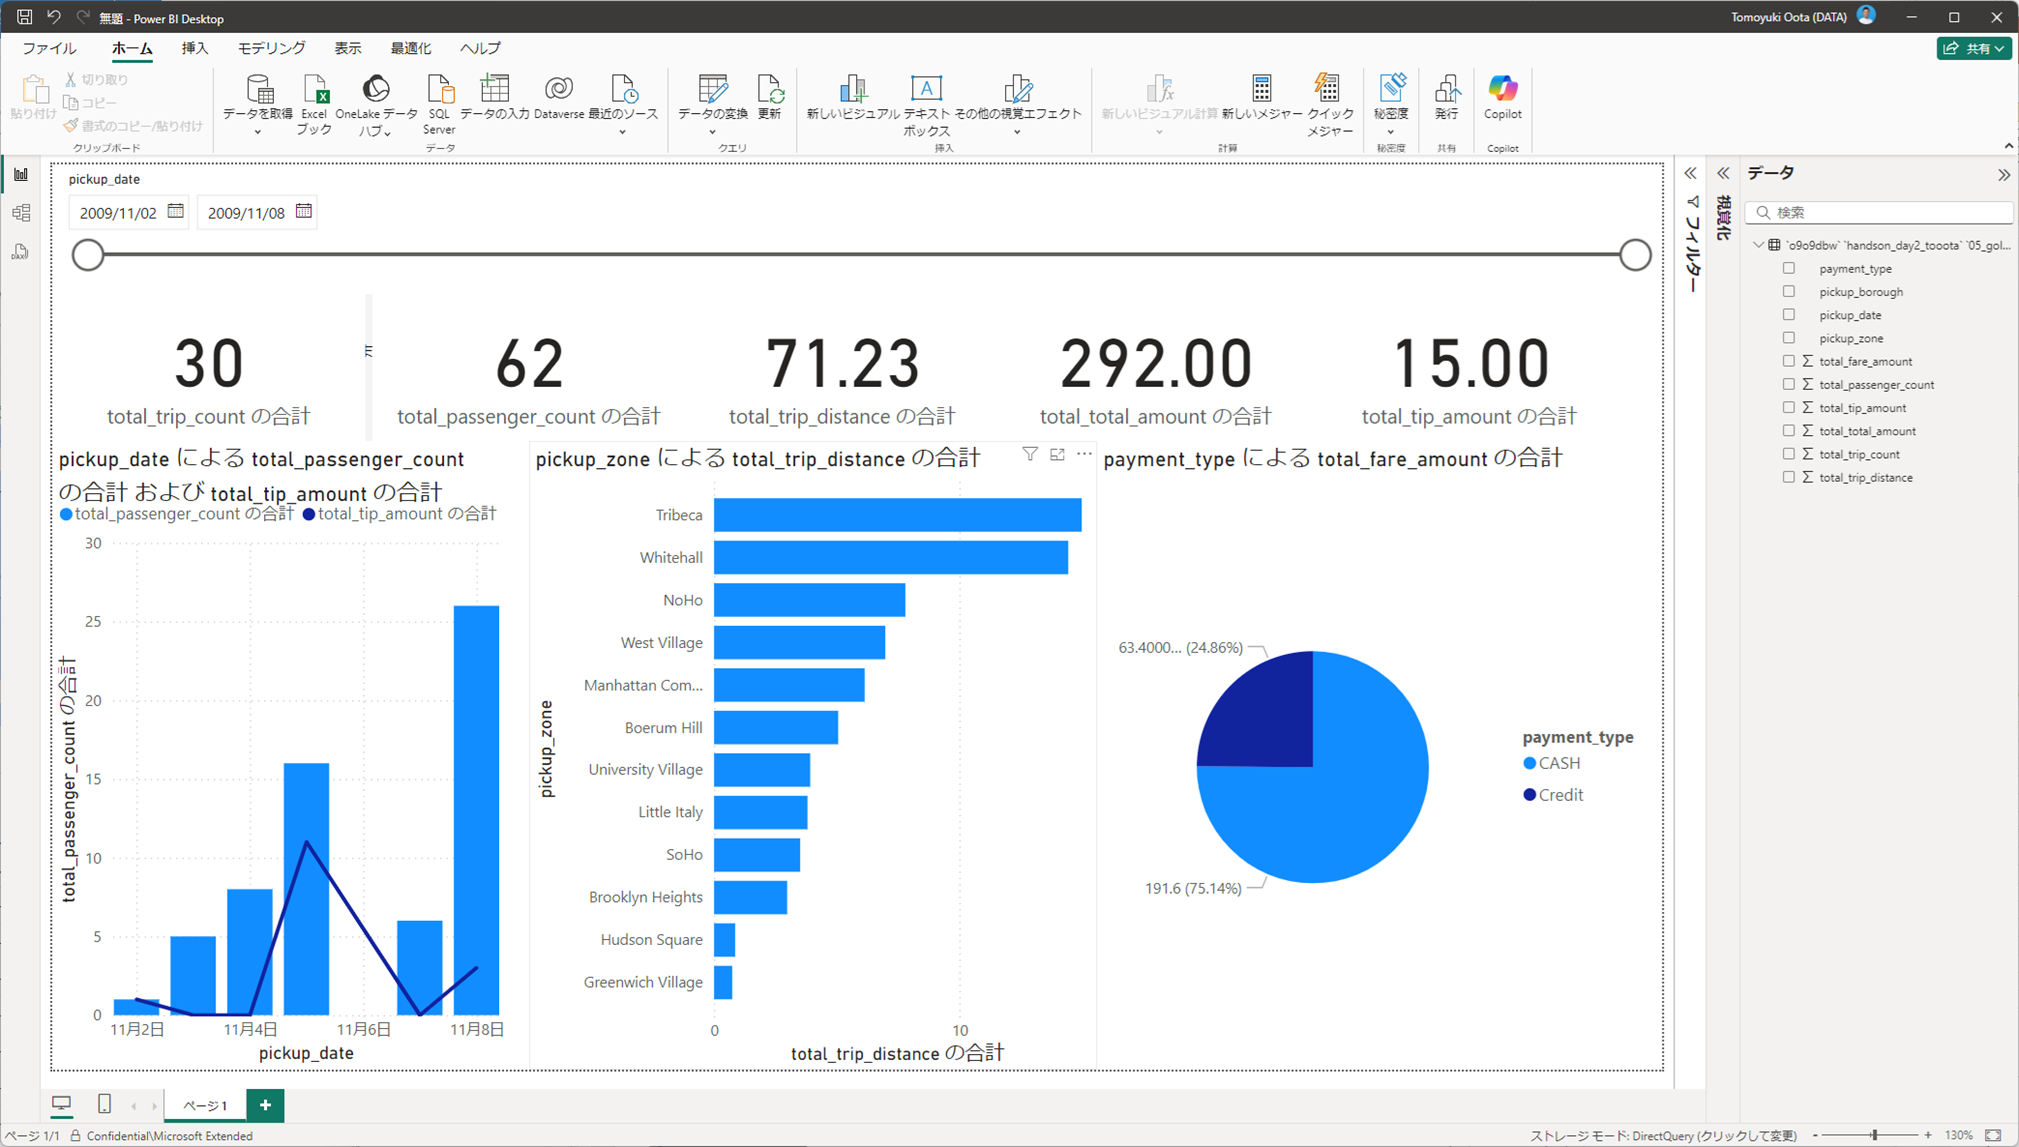 無題 - Power BI Desktop
Tomoyuki Oota (DATA)
ファイル ホーム 挿入 モデリング 表示 最適化 ヘルプ
共有
貼り付け
切り取り
コピー
書式のコピー/貼り付け
クリップボード
データを取得
Excel
ブック
OneLake データ
ハブ
SQL
Server
データの入力
Dataverse
最近のソース
データ
データの変換
更新
クエリ
新しいビジュアル
テキスト
ボックス
その他の視覚エフェクト
挿入
新しいビジュアル計算
新しいメジャー
クイック
メジャー
計算
秘密度
秘密度
発行
共有
Copilot
Copilot
pickup_date
2009/11/02
2009/11/08
30
total_trip_count の合計
62
total_passenger_count の合計
71.23
total_trip_distance の合計
292.00
total_total_amount の合計
15.00
total_tip_amount の合計
pickup_date による total_passenger_count
の合計 および total_tip_amount の合計
total_passenger_count の合計 total_tip_amount の合計
total_passenger_count の合計
30
25
20
15
10
5
0
11月2日 11月4日 11月6日 11月8日
pickup_date
pickup_zone による total_trip_distance の合計
pickup_zone
Tribeca
Whitehall
NoHo
West Village
Manhattan Com...
Boerum Hill
University Village
Little Italy
SoHo
Brooklyn Heights
Hudson Square
Greenwich Village
0 10
total_trip_distance の合計
payment_type による total_fare_amount の合計
63.4000... (24.86%)
191.6 (75.14%)
payment_type
CASH
Credit
フィルター
視覚化
データ
検索
`o9o9dbw` `handson_day2_tooota` `05_gol...
payment_type
pickup_borough
pickup_date
pickup_zone
total_fare_amount
total_passenger_count
total_tip_amount
total_total_amount
total_trip_count
total_trip_distance
ページ 1
ページ 1/1
Confidential\Microsoft Extended
ストレージ モード: DirectQuery (クリックして変更)
130%